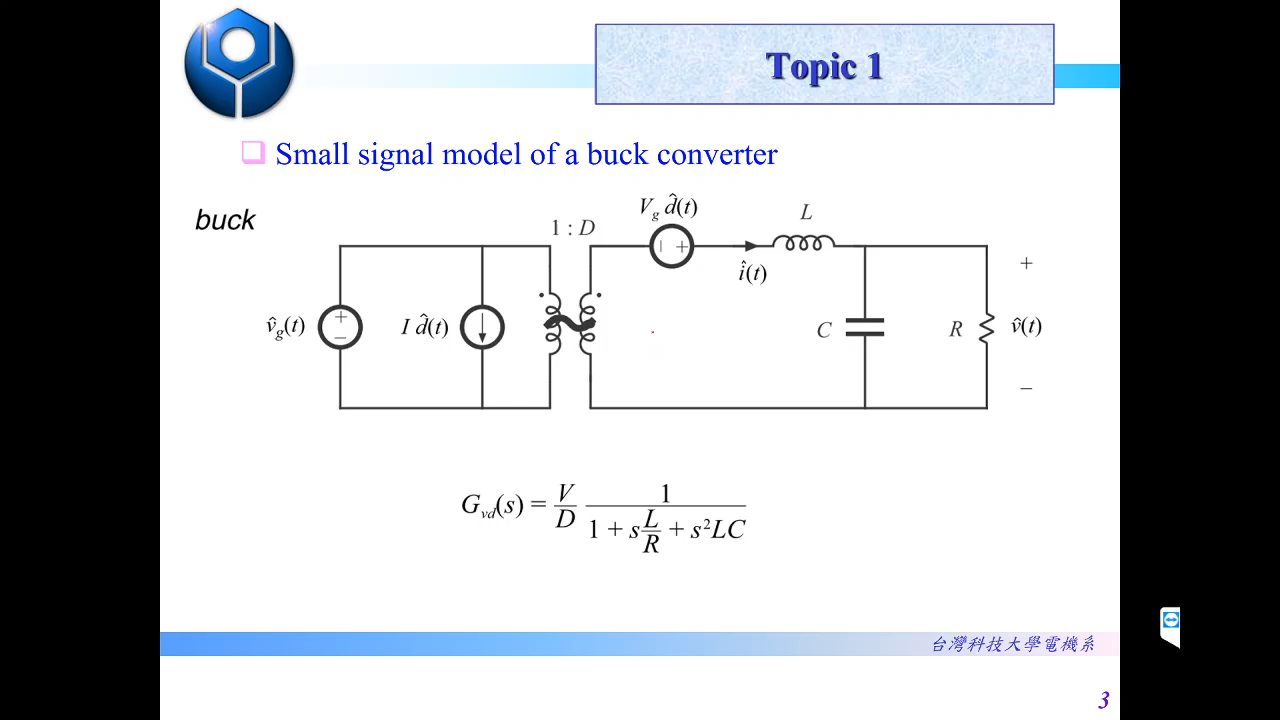 Topic 1
❑ Small signal model of a buck converter
buck
1 : D
V_g d̂(t)
L
î(t)
+
v̂_g(t)
+
–
I d̂(t)
C
R
v̂(t)
–
G_vd(s) = V/D 1/(1 + s L/R + s²LC)
台灣科技大學電機系
3